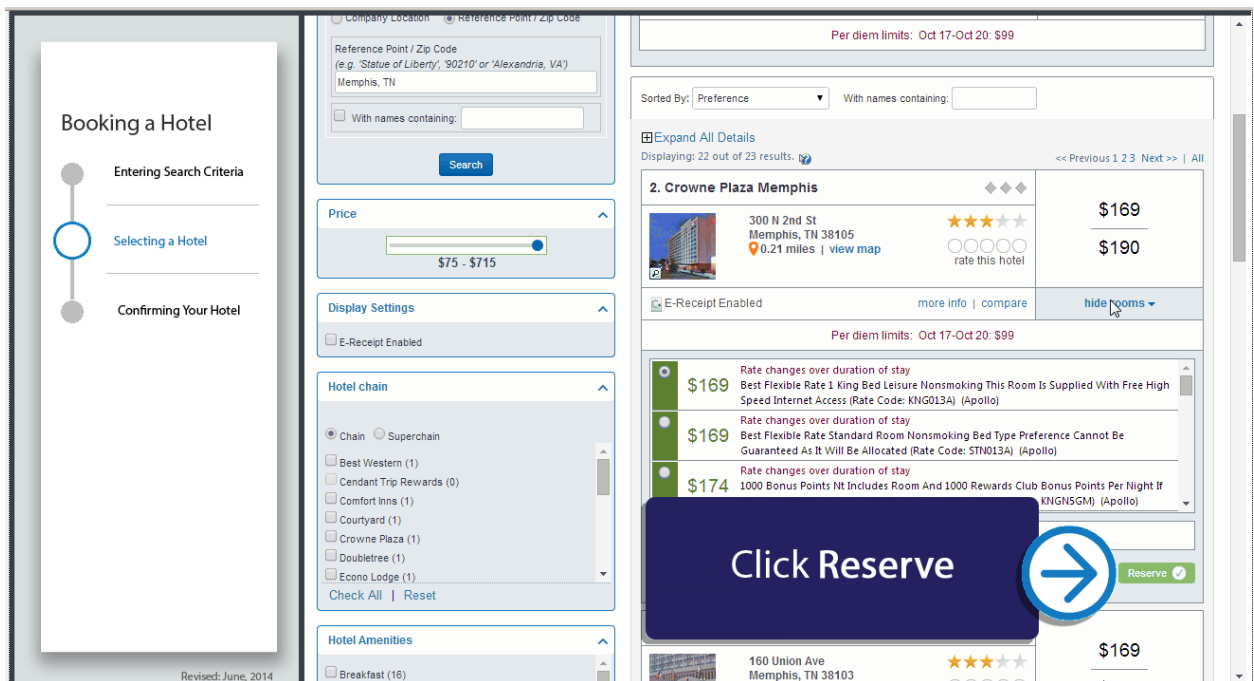 Booking a Hotel
Entering Search Criteria
Selecting a Hotel
Confirming Your Hotel
Revised: June, 2014
Company Location Reference Point / Zip Code
Reference Point / Zip Code
(e.g. 'Statue of Liberty', '90210' or 'Alexandria, VA')
Memphis, TN
With names containing:
Search
Price
$75 - $715
Display Settings
E-Receipt Enabled
Hotel chain
Chain Superchain
Best Western (1)
Cendant Trip Rewards (0)
Comfort Inns (1)
Courtyard (1)
Crowne Plaza (1)
Doubletree (1)
Econo Lodge (1)
Check All | Reset
Hotel Amenities
Breakfast (16)
Per diem limits: Oct 17-Oct 20: $99
Sorted By: Preference With names containing:
Expand All Details
Displaying: 22 out of 23 results.
<< Previous 1 2 3 Next >> | All
2. Crowne Plaza Memphis
300 N 2nd St
Memphis, TN 38105
0.21 miles | view map
rate this hotel
$169
$190
E-Receipt Enabled
more info | compare
hide rooms
Per diem limits: Oct 17-Oct 20: $99
$169
Rate changes over duration of stay
Best Flexible Rate 1 King Bed Leisure Nonsmoking This Room Is Supplied With Free High
Speed Internet Access (Rate Code: KNG013A) (Apollo)
$169
Rate changes over duration of stay
Best Flexible Rate Standard Room Nonsmoking Bed Type Preference Cannot Be
Guaranteed As It Will Be Allocated (Rate Code: STN013A) (Apollo)
$174
Rate changes over duration of stay
1000 Bonus Points Nt Includes Room And 1000 Rewards Club Bonus Points Per Night If
KNGN5GM) (Apollo)
Click Reserve
Reserve
160 Union Ave
Memphis, TN 38103
$169